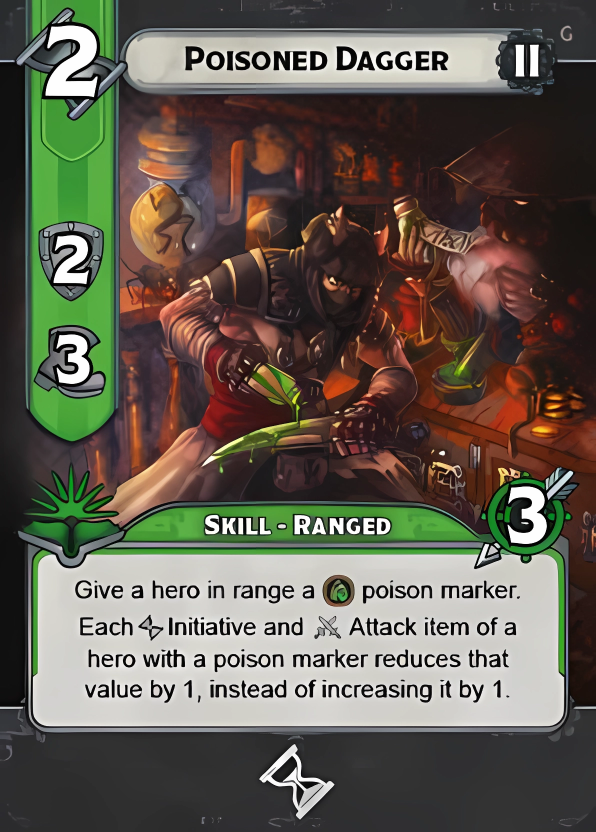 2
POISONED DAGGER
II
G
2
3
SKILL - RANGED
3
Give a hero in range a poison marker.
Each Initiative and Attack item of a
hero with a poison marker reduces that
value by 1, instead of increasing it by 1.